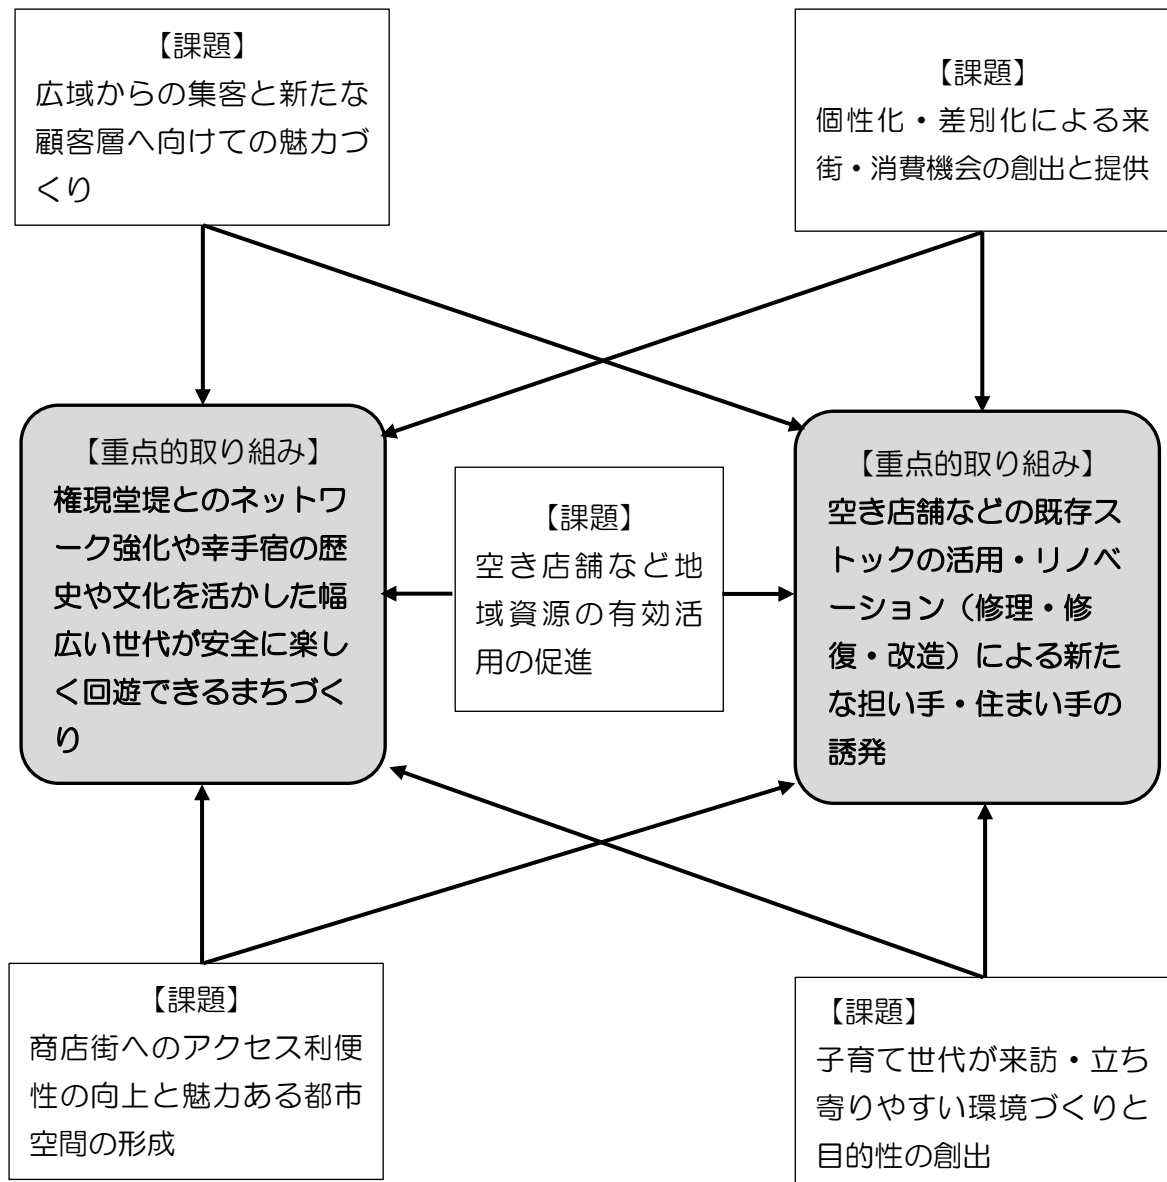 【課題】
広域からの集客と新たな
顧客層へ向けての魅力づ
くり
【課題】
個性化・差別化による来
街・消費機会の創出と提供
【重点的取り組み】
権現堂堤とのネットワ
ーク強化や幸手宿の歴
史や文化を活かした幅
広い世代が安全に楽し
く回遊できるまちづく
り
【課題】
空き店舗など地
域資源の有効活
用の促進
【重点的取り組み】
空き店舗などの既存ス
トックの活用・リノベ
ーション（修理・修
復・改造）による新た
な担い手・住まい手の
誘発
【課題】
商店街へのアクセス利便
性の向上と魅力ある都市
空間の形成
【課題】
子育て世代が来訪・立ち
寄りやすい環境づくりと
目的性の創出